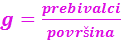 g = prebivalci / površina